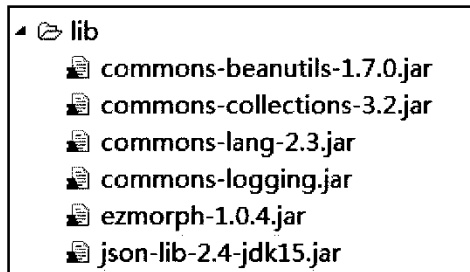 lib
commons-beanutils-1.7.0.jar
commons-collections-3.2.jar
commons-lang-2.3.jar
commons-logging.jar
ezmorph-1.0.4.jar
json-lib-2.4-jdk15.jar